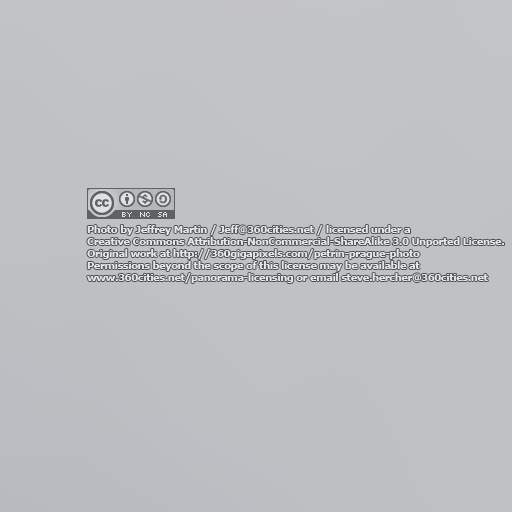 cc BY NC SA
Photo by Jeffrey Martin / Jeff@360cities.net / licensed under a
Creative Commons Attribution-NonCommercial-ShareAlike 3.0 Unported License.
Original work at http://360gigapixels.com/petrin-prague-photo
Permissions beyond the scope of this license may be available at
www.360cities.net/panorama-licensing or email steve.hercher@360cities.net